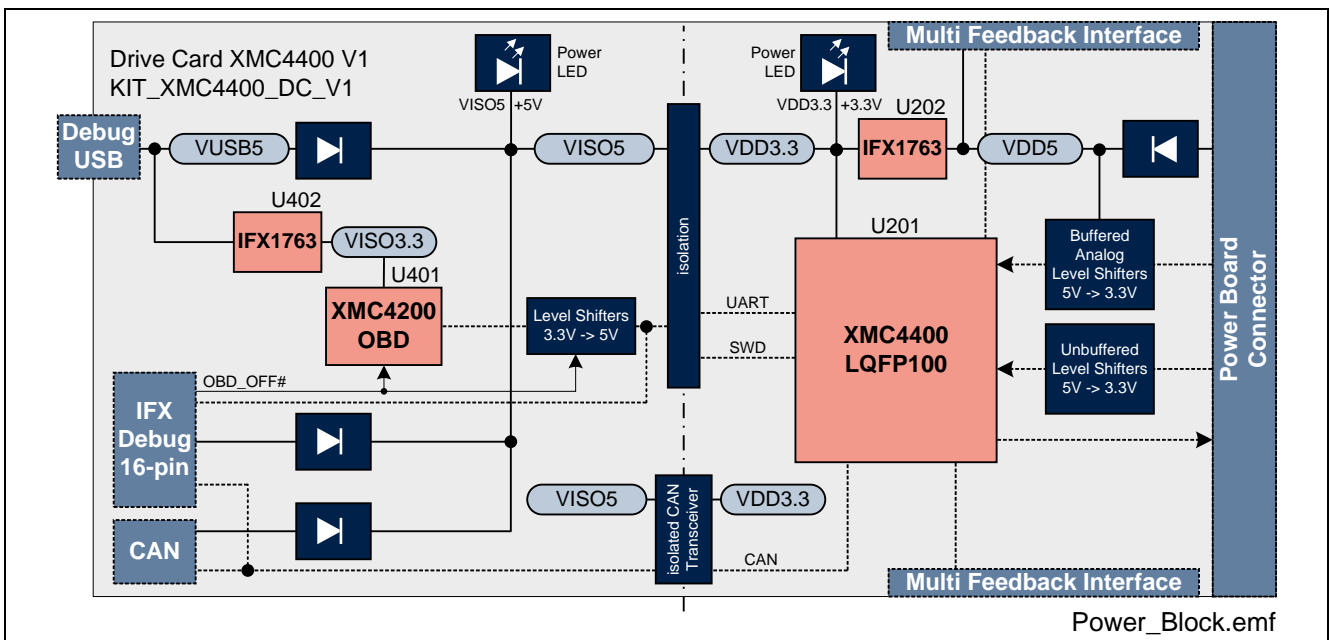 Drive Card XMC4400 V1
KIT_XMC4400_DC_V1
Power
LED
VISO5
+5V
Power
LED
VDD3.3
+3.3V
Multi Feedback Interface
U202
Debug
USB
VUSB5
VISO5
VDD3.3
IFX1763
VDD5
U402
IFX1763
VISO3.3
U401
XMC4200
OBD
Level Shifters
3.3V -> 5V
isolation
UART
SWD
U201
XMC4400
LQFP100
Buffered
Analog
Level Shifters
5V -> 3.3V
Unbuffered
Level Shifters
5V -> 3.3V
Power Board
Connector
OBD_OFF#
IFX
Debug
16-pin
VISO5
isolated CAN
Transceiver
VDD3.3
CAN
CAN
Multi Feedback Interface
Power_Block.emf